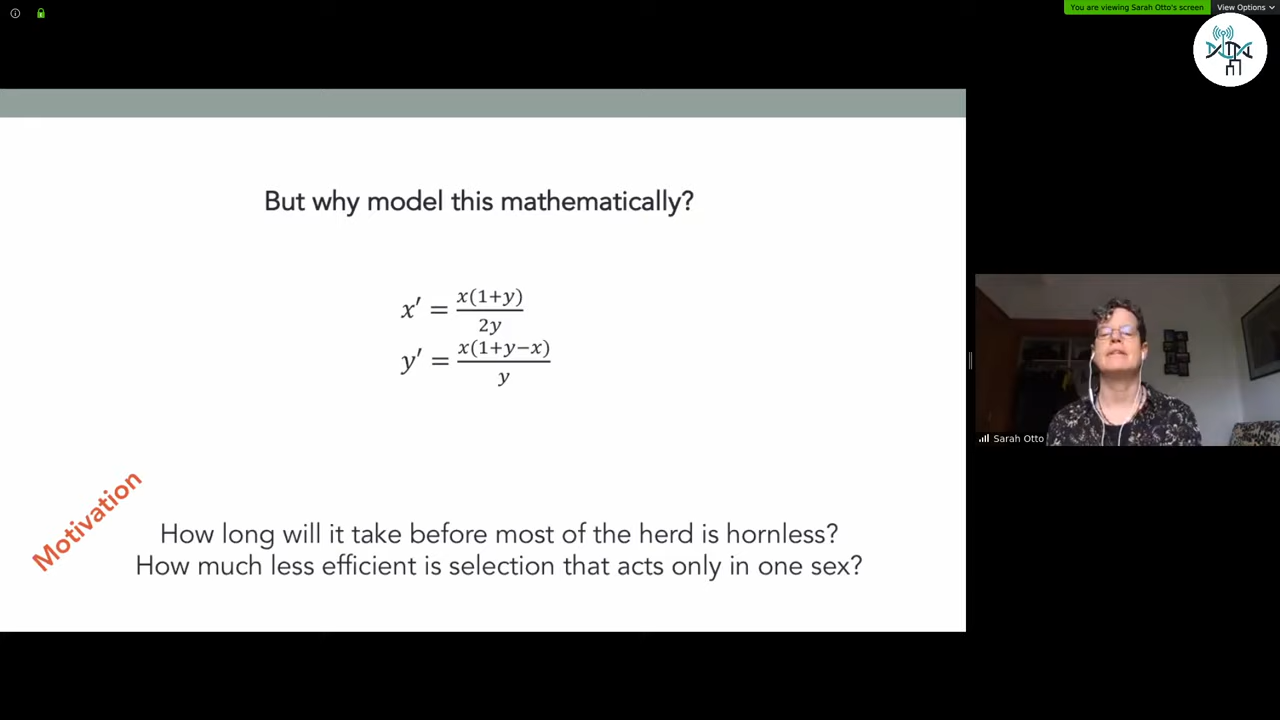 You are viewing Sarah Otto's screen
View Options
But why model this mathematically?
x′ = x(1+y) / 2y
y′ = x(1+y−x) / y
Sarah Otto
Motivation
How long will it take before most of the herd is hornless?
How much less efficient is selection that acts only in one sex?